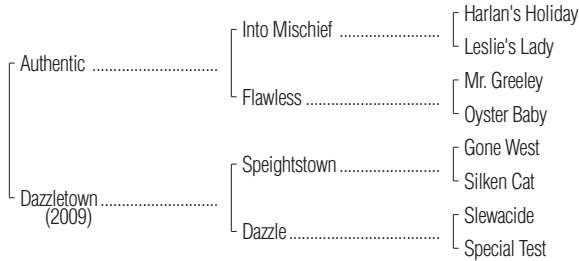 Harlan's Holiday
Into Mischief ........................
Leslie's Lady
Authentic ..............................
Mr. Greeley
Flawless ................................
Oyster Baby
Gone West
Speightstown ........................
Silken Cat
Dazzletown ............................
(2009)
Slewacide
Dazzle ....................................
Special Test